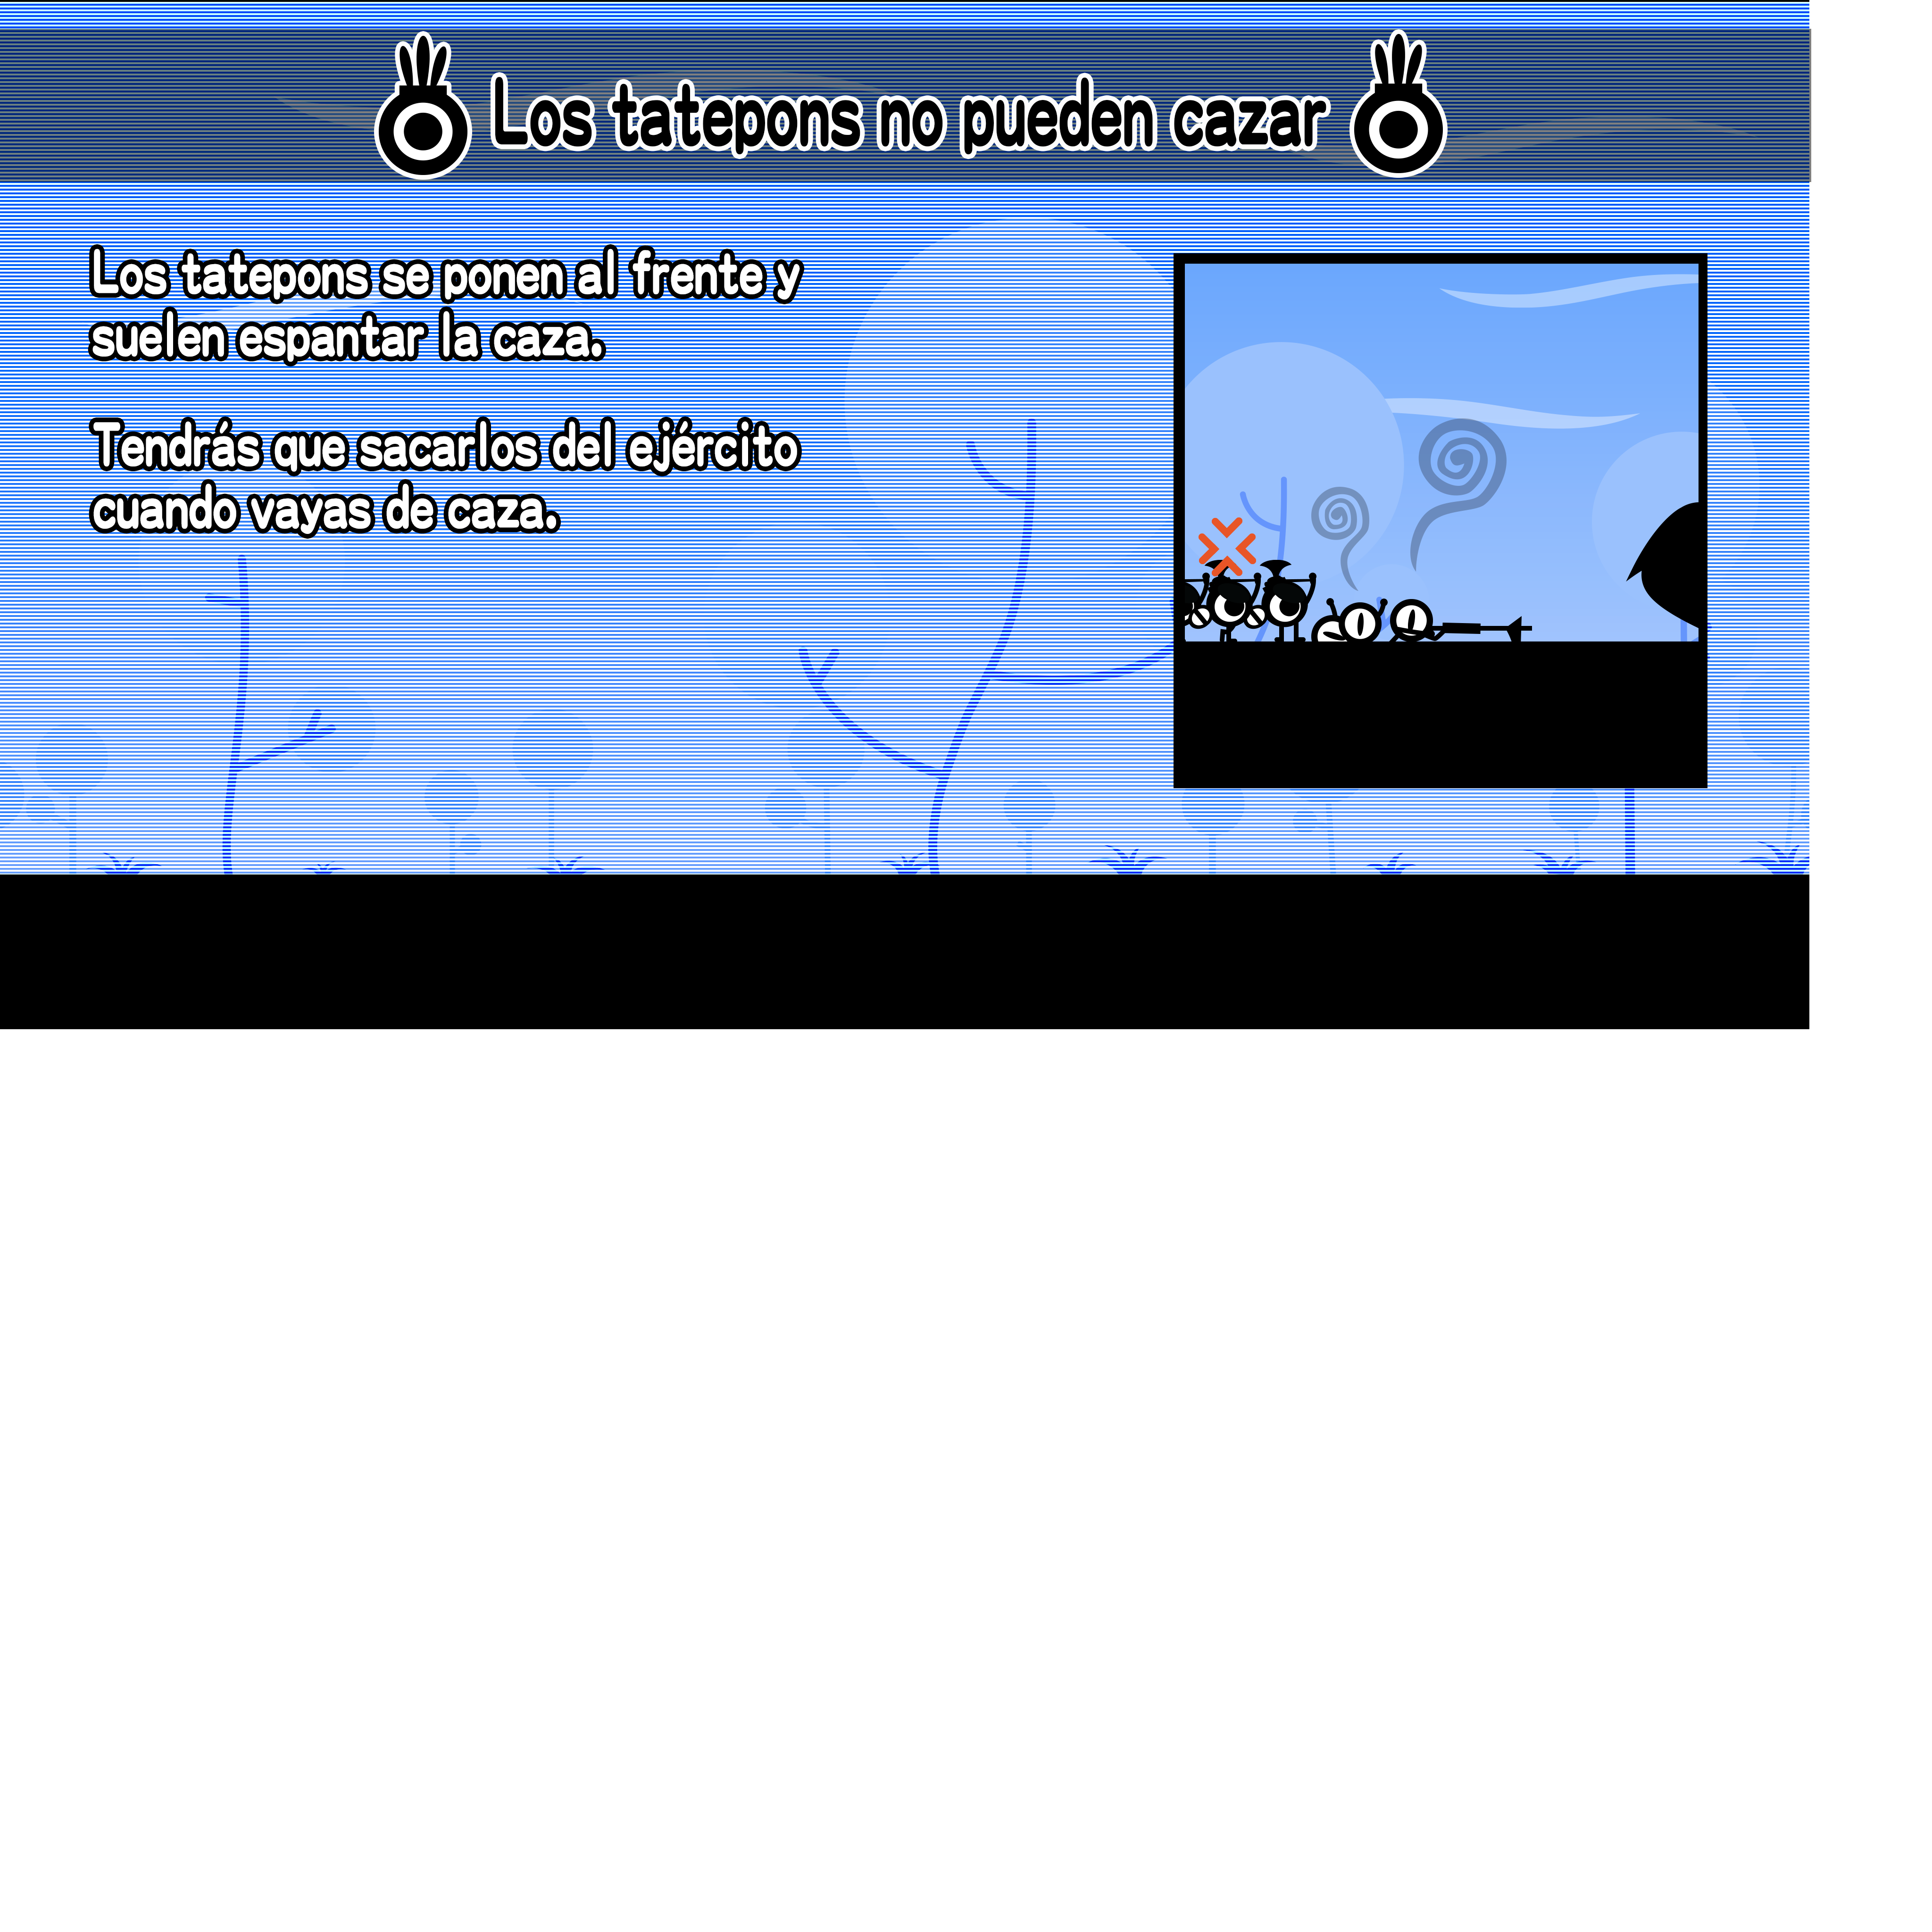 Los tatepons no pueden cazar
Los tatepons se ponen al frente y
suelen espantar la caza.
Tendrás que sacarlos del ejército
cuando vayas de caza.